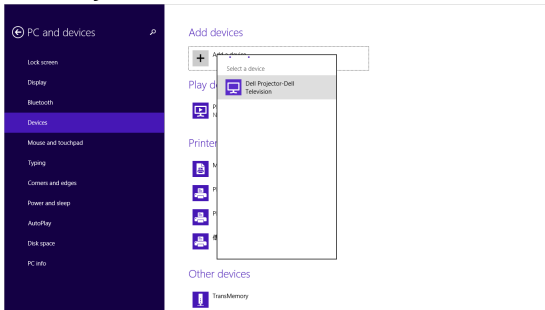 PC and devices
Lock screen
Display
Bluetooth
Devices
Mouse and touchpad
Typing
Corners and edges
Power and sleep
AutoPlay
Disk space
PC info
Add devices
Select a device
Dell Projector-Dell
Television
Play d
P
N
Printer
M
P
P
Other devices
TransMemory